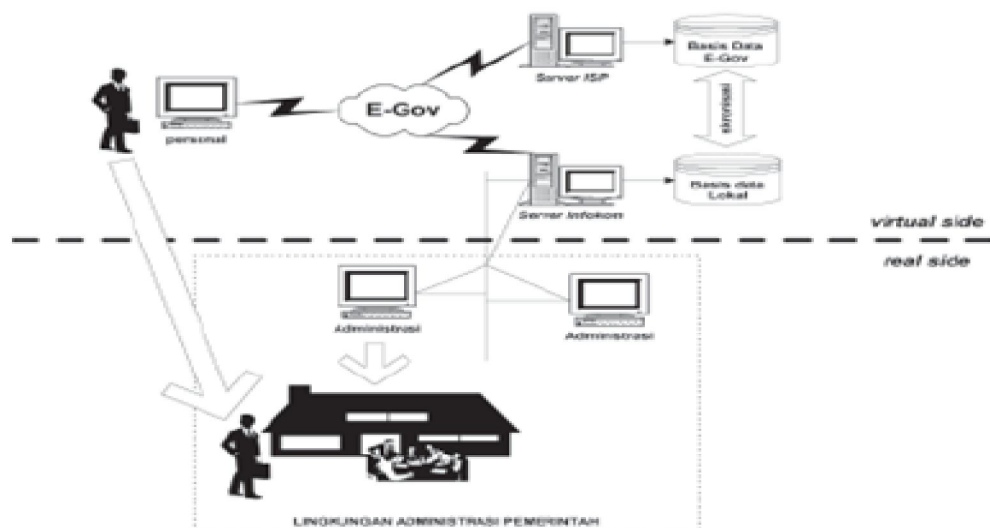 Basis Data
E-Gov
Server ISP
E-Gov
personal
Basis data
Lokal
Server Infokom
virtual side
real side
Administrasi
Administrasi
LINGKUNGAN ADMINISTRASI PEMERINTAH